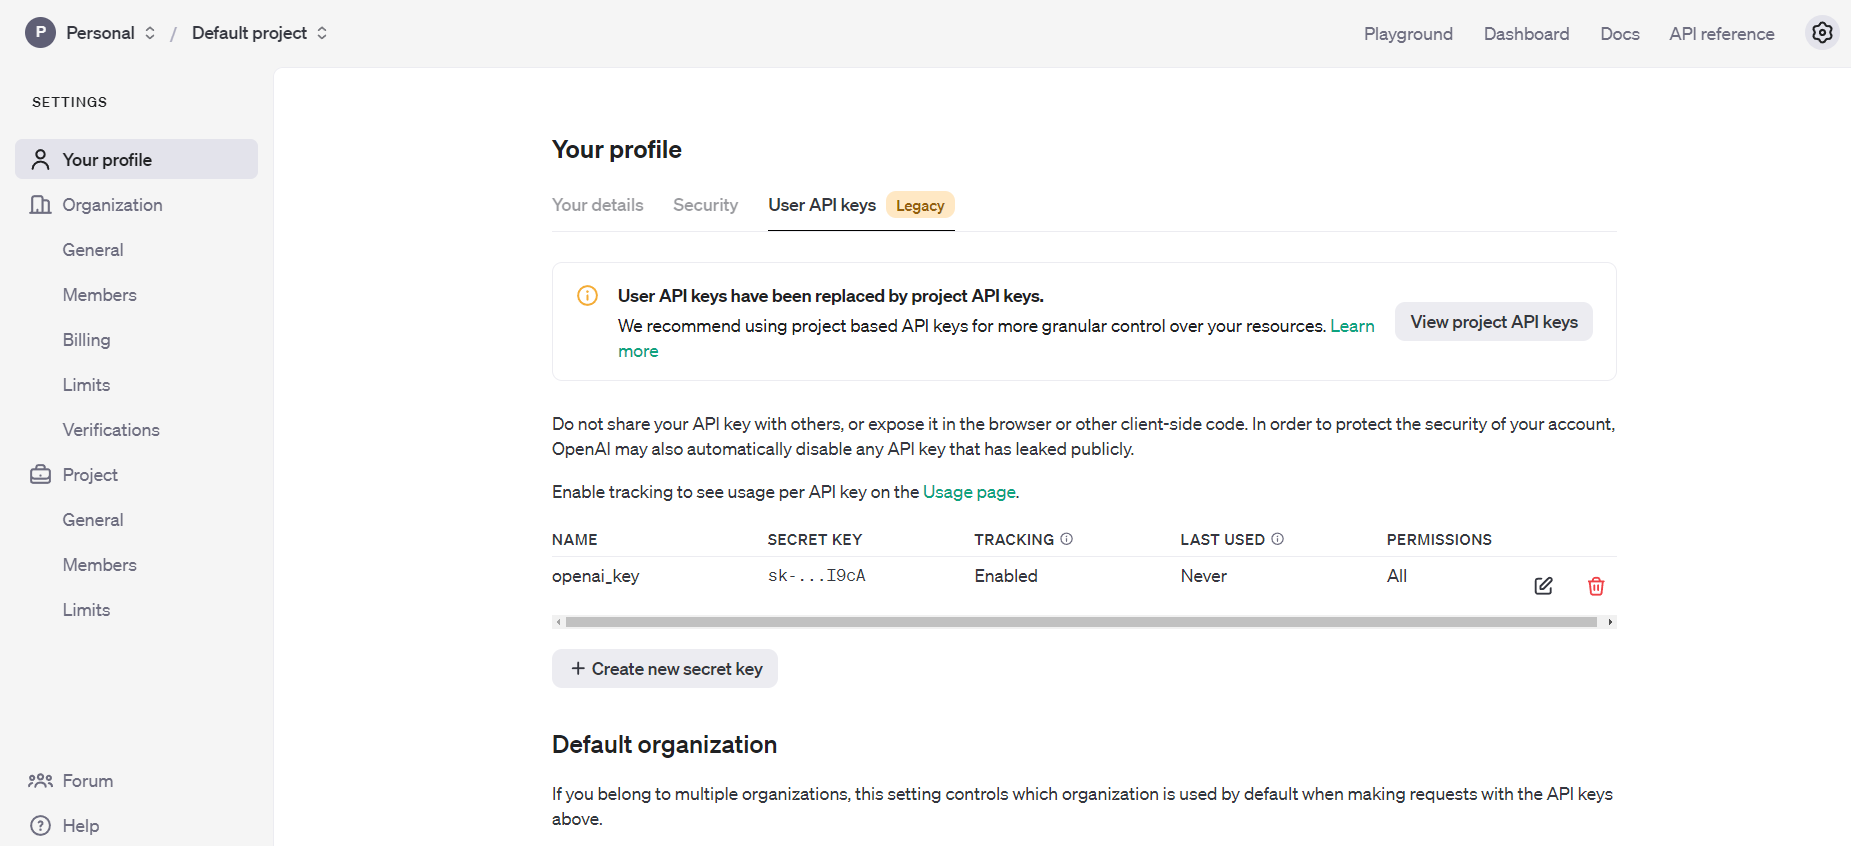 P Personal / Default project
Playground Dashboard Docs API reference
SETTINGS
Your profile
Organization
General
Members
Billing
Limits
Verifications
Project
General
Members
Limits
Forum
Help
Your profile
Your details Security User API keys Legacy
User API keys have been replaced by project API keys.
We recommend using project based API keys for more granular control over your resources. Learn
more
View project API keys
Do not share your API key with others, or expose it in the browser or other client-side code. In order to protect the security of your account,
OpenAI may also automatically disable any API key that has leaked publicly.
Enable tracking to see usage per API key on the Usage page.
NAME SECRET KEY TRACKING LAST USED PERMISSIONS
openai_key sk-...I9cA Enabled Never All
+ Create new secret key
Default organization
If you belong to multiple organizations, this setting controls which organization is used by default when making requests with the API keys
above.